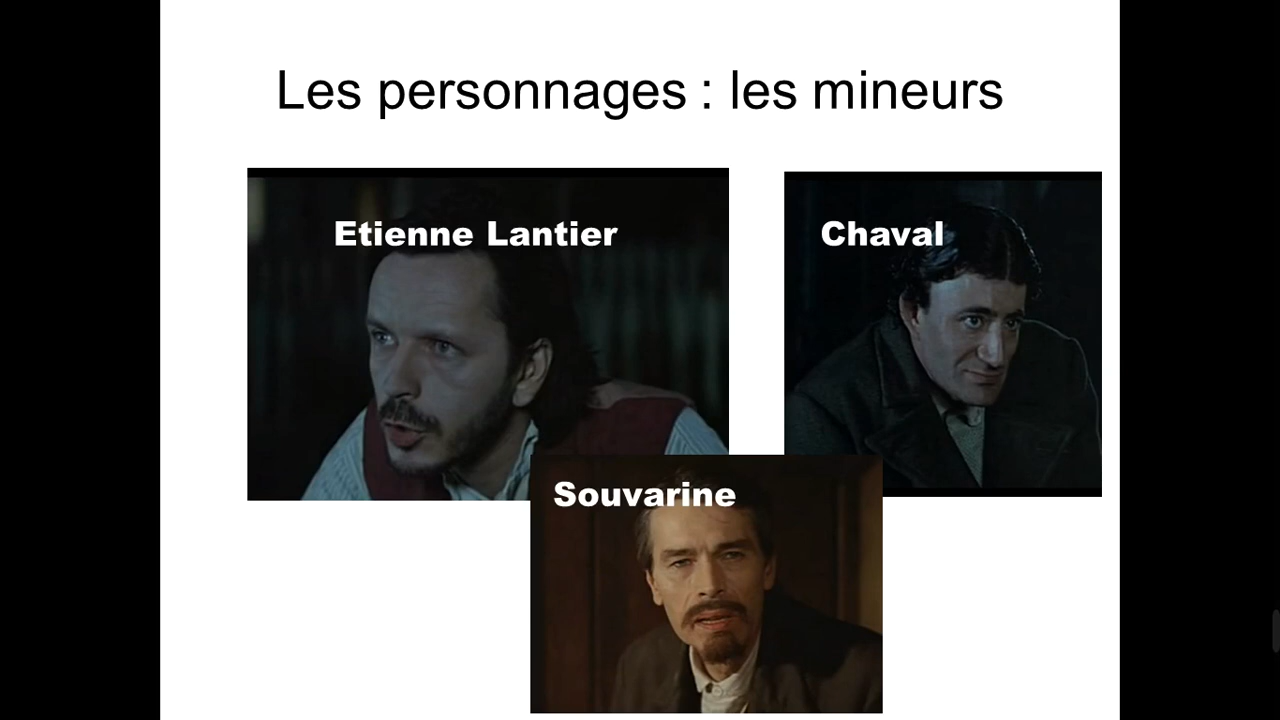 Les personnages : les mineurs
Etienne Lantier
Chaval
Souvarine